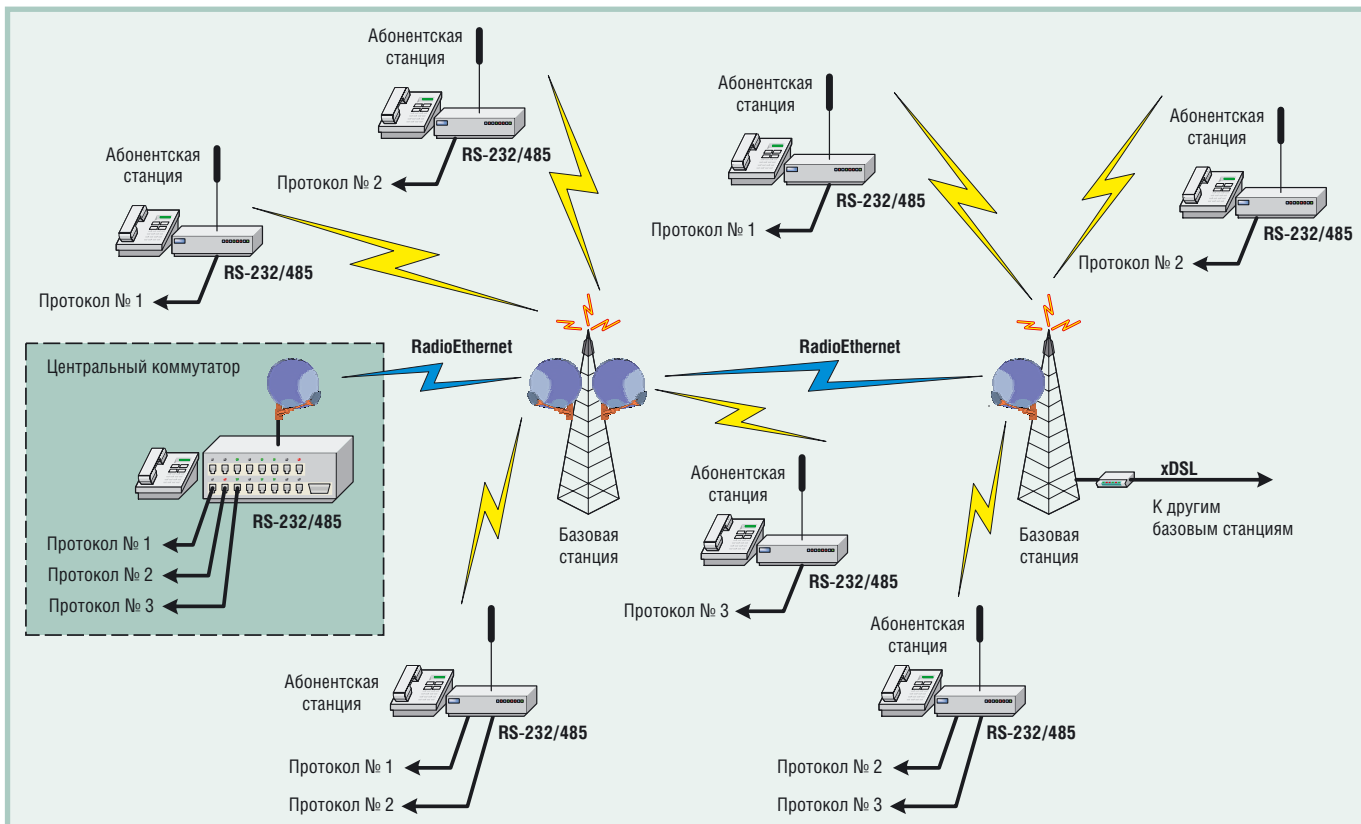 Абонентская
станция
RS-232/485
Протокол № 2
Абонентская
станция
RS-232/485
Протокол № 1
Абонентская
станция
RS-232/485
Протокол № 1
Абонентская
станция
RS-232/485
Протокол № 2
Центральный коммутатор
RS-232/485
Протокол № 1
Протокол № 2
Протокол № 3
RadioEthernet
Базовая
станция
RadioEthernet
Абонентская
станция
RS-232/485
Протокол № 3
Базовая
станция
xDSL
К другим
базовым станциям
Абонентская
станция
RS-232/485
Протокол № 1
Протокол № 2
Абонентская
станция
RS-232/485
Протокол № 2
Протокол № 3